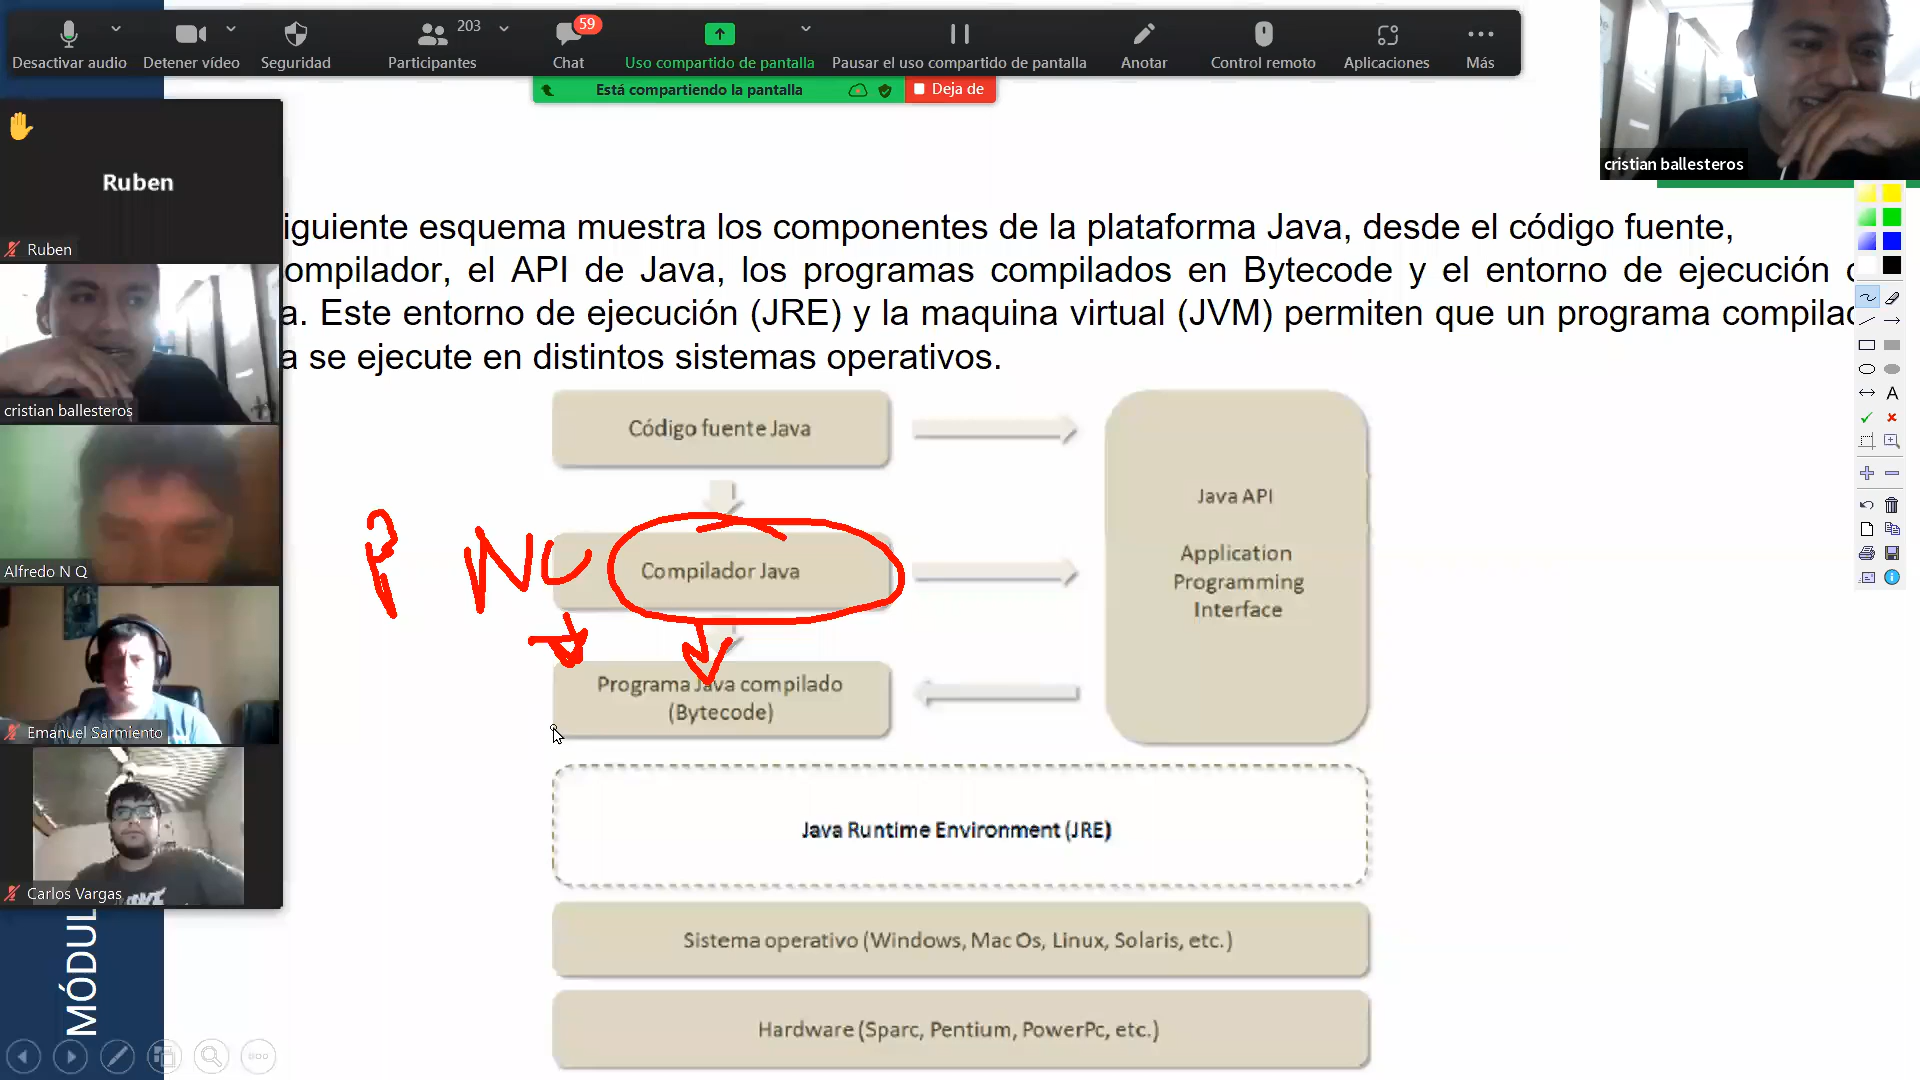 203
59
Desactivar audio
Detener vídeo
Seguridad
Participantes
Chat
Uso compartido de pantalla
Pausar el uso compartido de pantalla
Anotar
Control remoto
Aplicaciones
Más
Está compartiendo la pantalla
Deja de
cristian ballesteros
Ruben
Ruben
cristian ballesteros
Alfredo N Q
Emanuel Sarmiento
Carlos Vargas
iguiente esquema muestra los componentes de la plataforma Java, desde el código fuente,
ompilador, el API de Java, los programas compilados en Bytecode y el entorno de ejecución
a. Este entorno de ejecución (JRE) y la maquina virtual (JVM) permiten que un programa compilad
a se ejecute en distintos sistemas operativos.
Código fuente Java
Java API
Application
Programming
Interface
NO
Compilador Java
Programa Java compilado
(Bytecode)
Java Runtime Environment (JRE)
Sistema operativo (Windows, Mac Os, Linux, Solaris, etc.)
Hardware (Sparc, Pentium, PowerPc, etc.)
MÓDUL
A